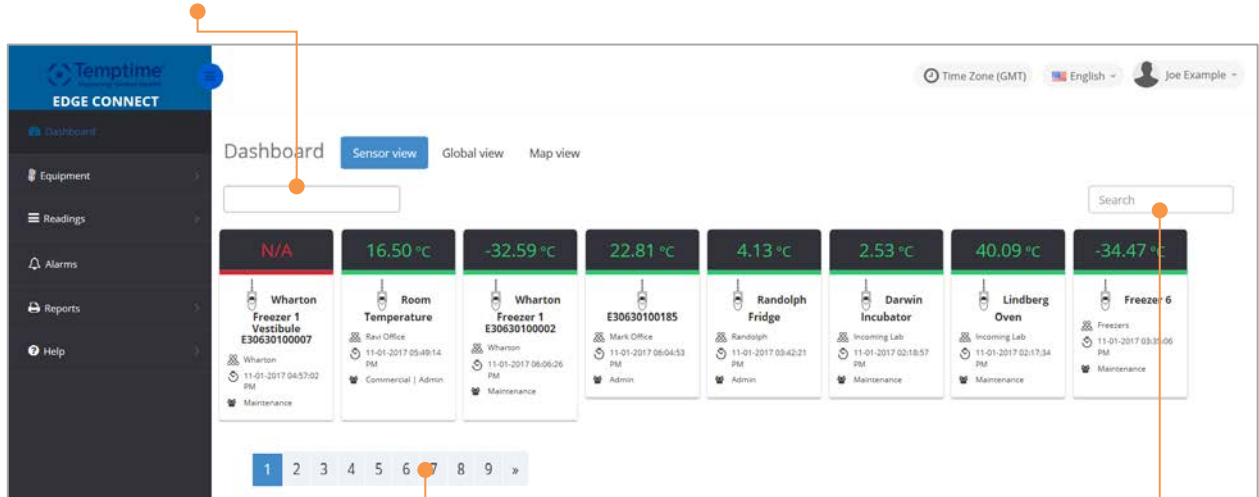 Temptime
EDGE CONNECT
Time Zone (GMT)
English
Joe Example
Dashboard
Equipment
Readings
Alarms
Reports
Help
Dashboard
Sensor view
Global view
Map view
Search
N/A
Wharton
Freezer 1
Vestibule
E30630100007
Wharton
11-01-2017 04:57:02
PM
Maintenance
16.50 °C
Room
Temperature
Ravi Office
11-01-2017 05:49:14
PM
Commercial | Admin
-32.59 °C
Wharton
Freezer 1
E30630100002
Wharton
11-01-2017 06:06:26
PM
Maintenance
22.81 °C
E30630100185
Mark Office
11-01-2017 06:04:53
PM
Admin
4.13 °C
Randolph
Fridge
Randolph
11-01-2017 03:42:21
PM
Admin
2.53 °C
Darwin
Incubator
Incoming Lab
11-01-2017 02:18:57
PM
Maintenance
40.09 °C
Lindberg
Oven
Incoming Lab
11-01-2017 02:17:34
PM
Maintenance
-34.47 °C
Freezer 6
Freezers
11-01-2017
PM
Maintenance
1 2 3 4 5 6 7 8 9 »